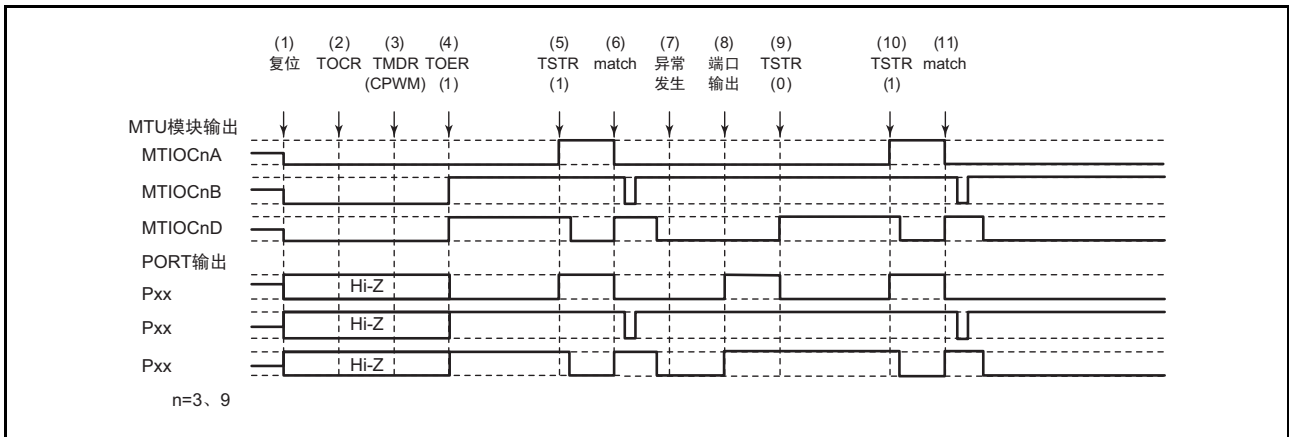 (1) (2) (3) (4) (5) (6) (7) (8) (9) (10) (11)
复位 TOCR TMDR TOER TSTR match 异常 端口 TSTR TSTR match
(CPWM) (1) (1) 发生 输出 (0) (1)
MTU模块输出
MTIOCnA
MTIOCnB
MTIOCnD
PORT输出
Pxx Hi-Z
Pxx Hi-Z
Pxx Hi-Z
n=3、9